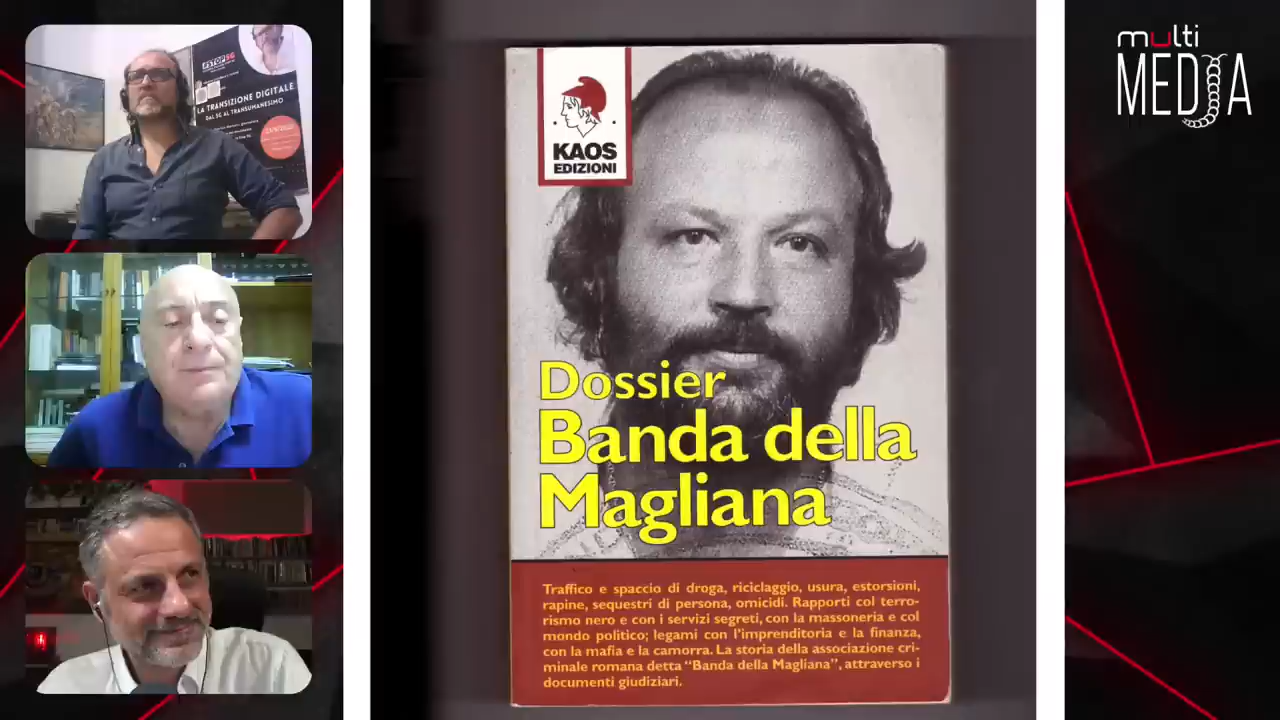 #STOP5G
LA TRANSIZIONE DIGITALE
DAL 5G AL TRANSUMANESIMO
multi
MEDIA
KAOS
EDIZIONI
Dossier
Banda della
Magliana
Traffico e spaccio di droga, riciclaggio, usura, estorsioni,
rapine, sequestri di persona, omicidi. Rapporti col terro-
rismo nero e con i servizi segreti, con la massoneria e col
mondo politico; legami con l'imprenditoria e la finanza,
con la mafia e la camorra. La storia della associazione cri-
minale romana detta "Banda della Magliana", attraverso i
documenti giudiziari.